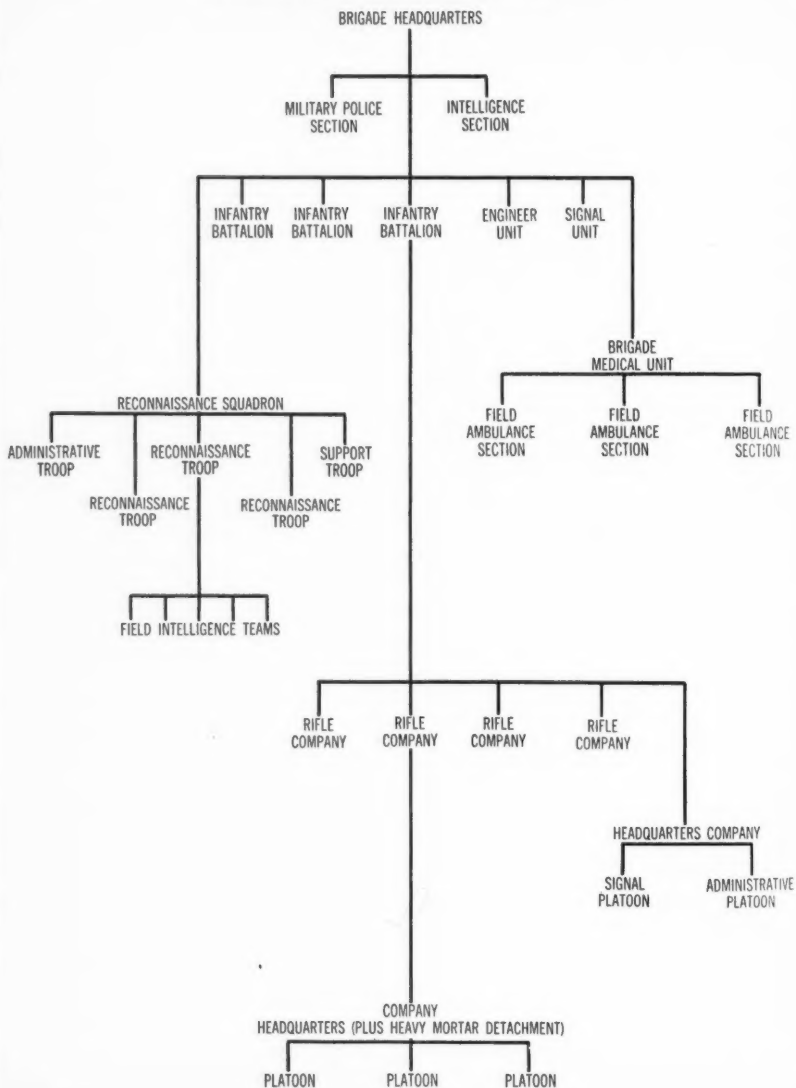 BRIGADE HEADQUARTERS
MILITARY POLICE
SECTION
INTELLIGENCE
SECTION
INFANTRY
BATTALION
INFANTRY
BATTALION
INFANTRY
BATTALION
ENGINEER
UNIT
SIGNAL
UNIT
BRIGADE
MEDICAL UNIT
FIELD
AMBULANCE
SECTION
FIELD
AMBULANCE
SECTION
FIELD
AMBULANCE
SECTION
RECONNAISSANCE SQUADRON
ADMINISTRATIVE
TROOP
RECONNAISSANCE
TROOP
SUPPORT
TROOP
RECONNAISSANCE
TROOP
RECONNAISSANCE
TROOP
FIELD INTELLIGENCE TEAMS
RIFLE
COMPANY
RIFLE
COMPANY
RIFLE
COMPANY
RIFLE
COMPANY
HEADQUARTERS COMPANY
SIGNAL
PLATOON
ADMINISTRATIVE
PLATOON
COMPANY
HEADQUARTERS (PLUS HEAVY MORTAR DETACHMENT)
PLATOON
PLATOON
PLATOON